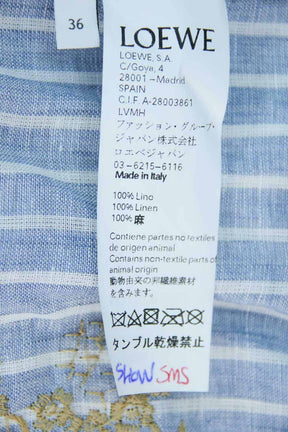 36
LOEWE
LOEWE, S.A.
C/Goya, 4
28001 -Madrid
SPAIN
C.I.F A-28003861
LVMH
ファッション・グループ・
ジャパン株式会社
ロエベジャパン
03-6215-6116
Made in Italy
100% Lino
100% Linen
100% 麻
Contiene partes no textiles
de origen animal
Contains non-textile parts of
animal origin
動物由来の非繊維素材
を含みます。
タンブル乾燥禁止
SHOW SMS